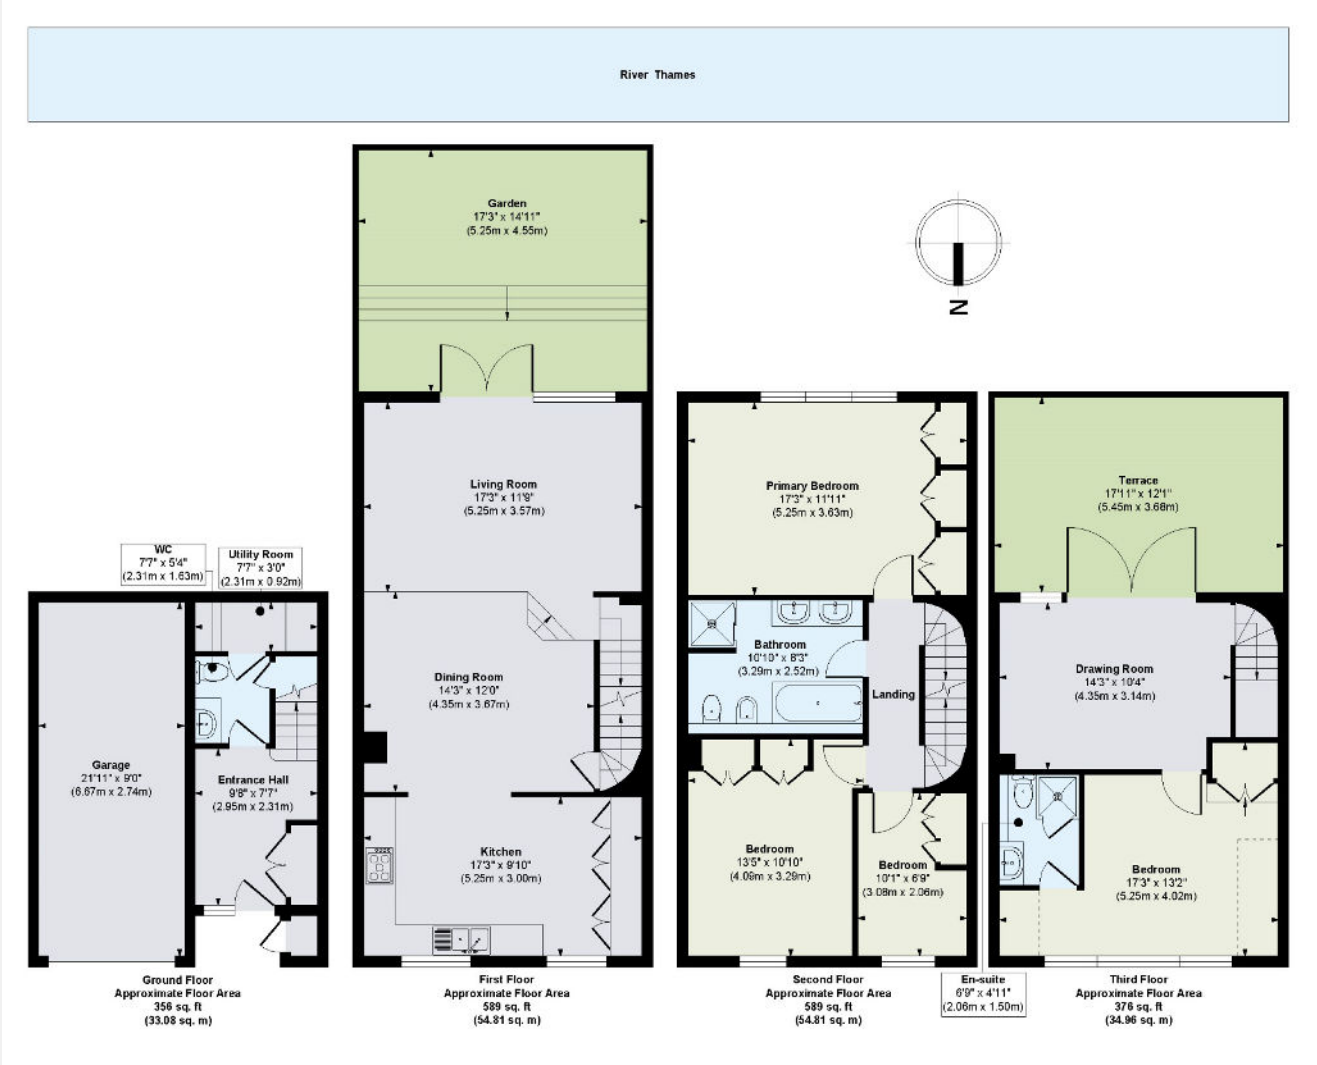 River Thames
Garden
17'3" x 14'11"
(5.25m x 4.55m)
N
Living Room
17'3" x 11'9"
(5.25m x 3.57m)
Primary Bedroom
17'3" x 11'11"
(5.25m x 3.63m)
Terrace
17'11" x 12'1"
(5.45m x 3.68m)
WC
7'7" x 5'4"
(2.31m x 1.63m)
Utility Room
7'7" x 3'0"
(2.31m x 0.92m)
Dining Room
14'3" x 12'0"
(4.35m x 3.67m)
Bathroom
10'10" x 8'3"
(3.29m x 2.52m)
Landing
Drawing Room
14'3" x 10'4"
(4.35m x 3.14m)
Garage
21'11" x 9'0"
(6.67m x 2.74m)
Entrance Hall
9'8" x 7'7"
(2.95m x 2.31m)
Kitchen
17'3" x 9'10"
(5.25m x 3.00m)
Bedroom
13'5" x 10'10"
(4.09m x 3.29m)
Bedroom
10'1" x 6'9"
(3.08m x 2.06m)
Bedroom
17'3" x 13'2"
(5.25m x 4.02m)
Ground Floor
Approximate Floor Area
356 sq. ft
(33.08 sq. m)
First Floor
Approximate Floor Area
589 sq. ft
(54.81 sq. m)
Second Floor
Approximate Floor Area
589 sq. ft
(54.81 sq. m)
En-suite
6'9" x 4'11"
(2.06m x 1.50m)
Third Floor
Approximate Floor Area
376 sq. ft
(34.96 sq. m)